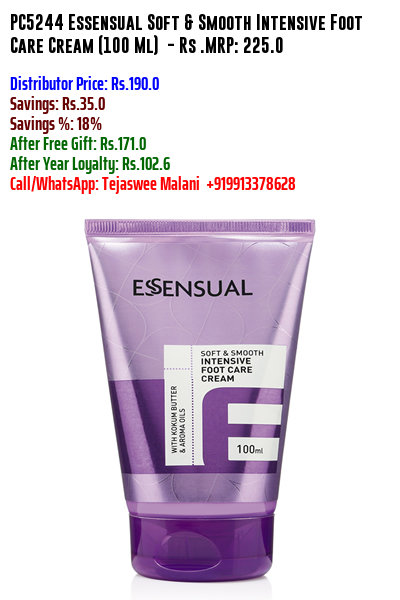 PC5244 Essensual Soft & Smooth Intensive Foot
Care Cream (100 Ml) - Rs .MRP: 225.0
Distributor Price: Rs.190.0
Savings: Rs.35.0
Savings %: 18%
After Free Gift: Rs.171.0
After Year Loyalty: Rs.102.6
Call/WhatsApp: Tejaswee Malani +919913378628
ESSENSUAL
SOFT & SMOOTH
INTENSIVE
FOOT CARE
CREAM
WITH KOKUM BUTTER
& AROMA OILS
100ml